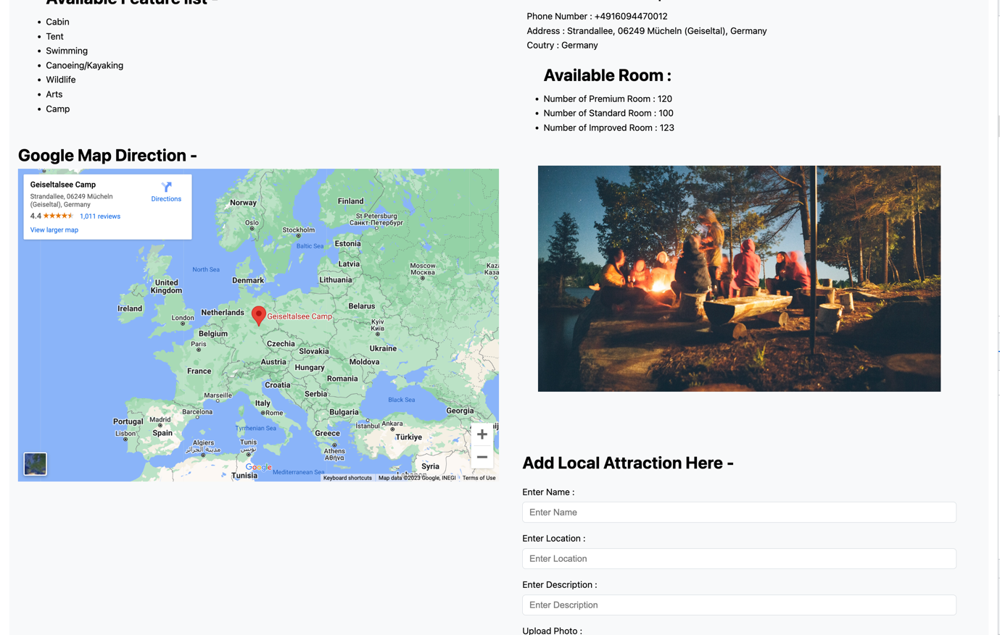 Available Feature list -
Cabin
Tent
Swimming
Canoeing/Kayaking
Wildlife
Arts
Camp
Phone Number : +4916094470012
Address : Strandallee, 06249 Mücheln (Geiseltal), Germany
Coutry : Germany
Available Room :
Number of Premium Room : 120
Number of Standard Room : 100
Number of Improved Room : 123
Google Map Direction -
Geiseltalsee Camp
Strandallee, 06249 Mücheln
(Geiseltal), Germany
Directions
4.4
1,011 reviews
View larger map
Norway
Finland
Oslo
St Petersburg
Санкт-Петербург
Stockholm
Estonia
Baltic Sea
Latvia
Moscow
Москва
Kaza
Каза
North Sea
Denmark
Lithuania
United
Kingdom
Ireland
Netherlands
Geiseltalsee Camp
Belarus
London
Kyiv
Київ
Belgium
Paris
Czechia
Slovakia
Ukraine
Austria
Hungary
Moldova
France
Romania
Croatia
Marseille
Serbia
Italy
Black Sea
Barcelona
Rome
Bulgaria
Georgia
Portugal
Madrid
Spain
Lisbon
Tyrrhenian Sea
Greece
Istanbul
Ankara
Türkiye
Algiers
مدينة الجزائر
Tunis
تونس
Athens
Αθήνα
Google
Tunisia
Mediterranean Sea
Syria
Lebanon
Keyboard shortcuts
Map data ©2023 Google, INEGI
Terms of Use
Add Local Attraction Here -
Enter Name :
Enter Name
Enter Location :
Enter Location
Enter Description :
Enter Description
Upload Photo :